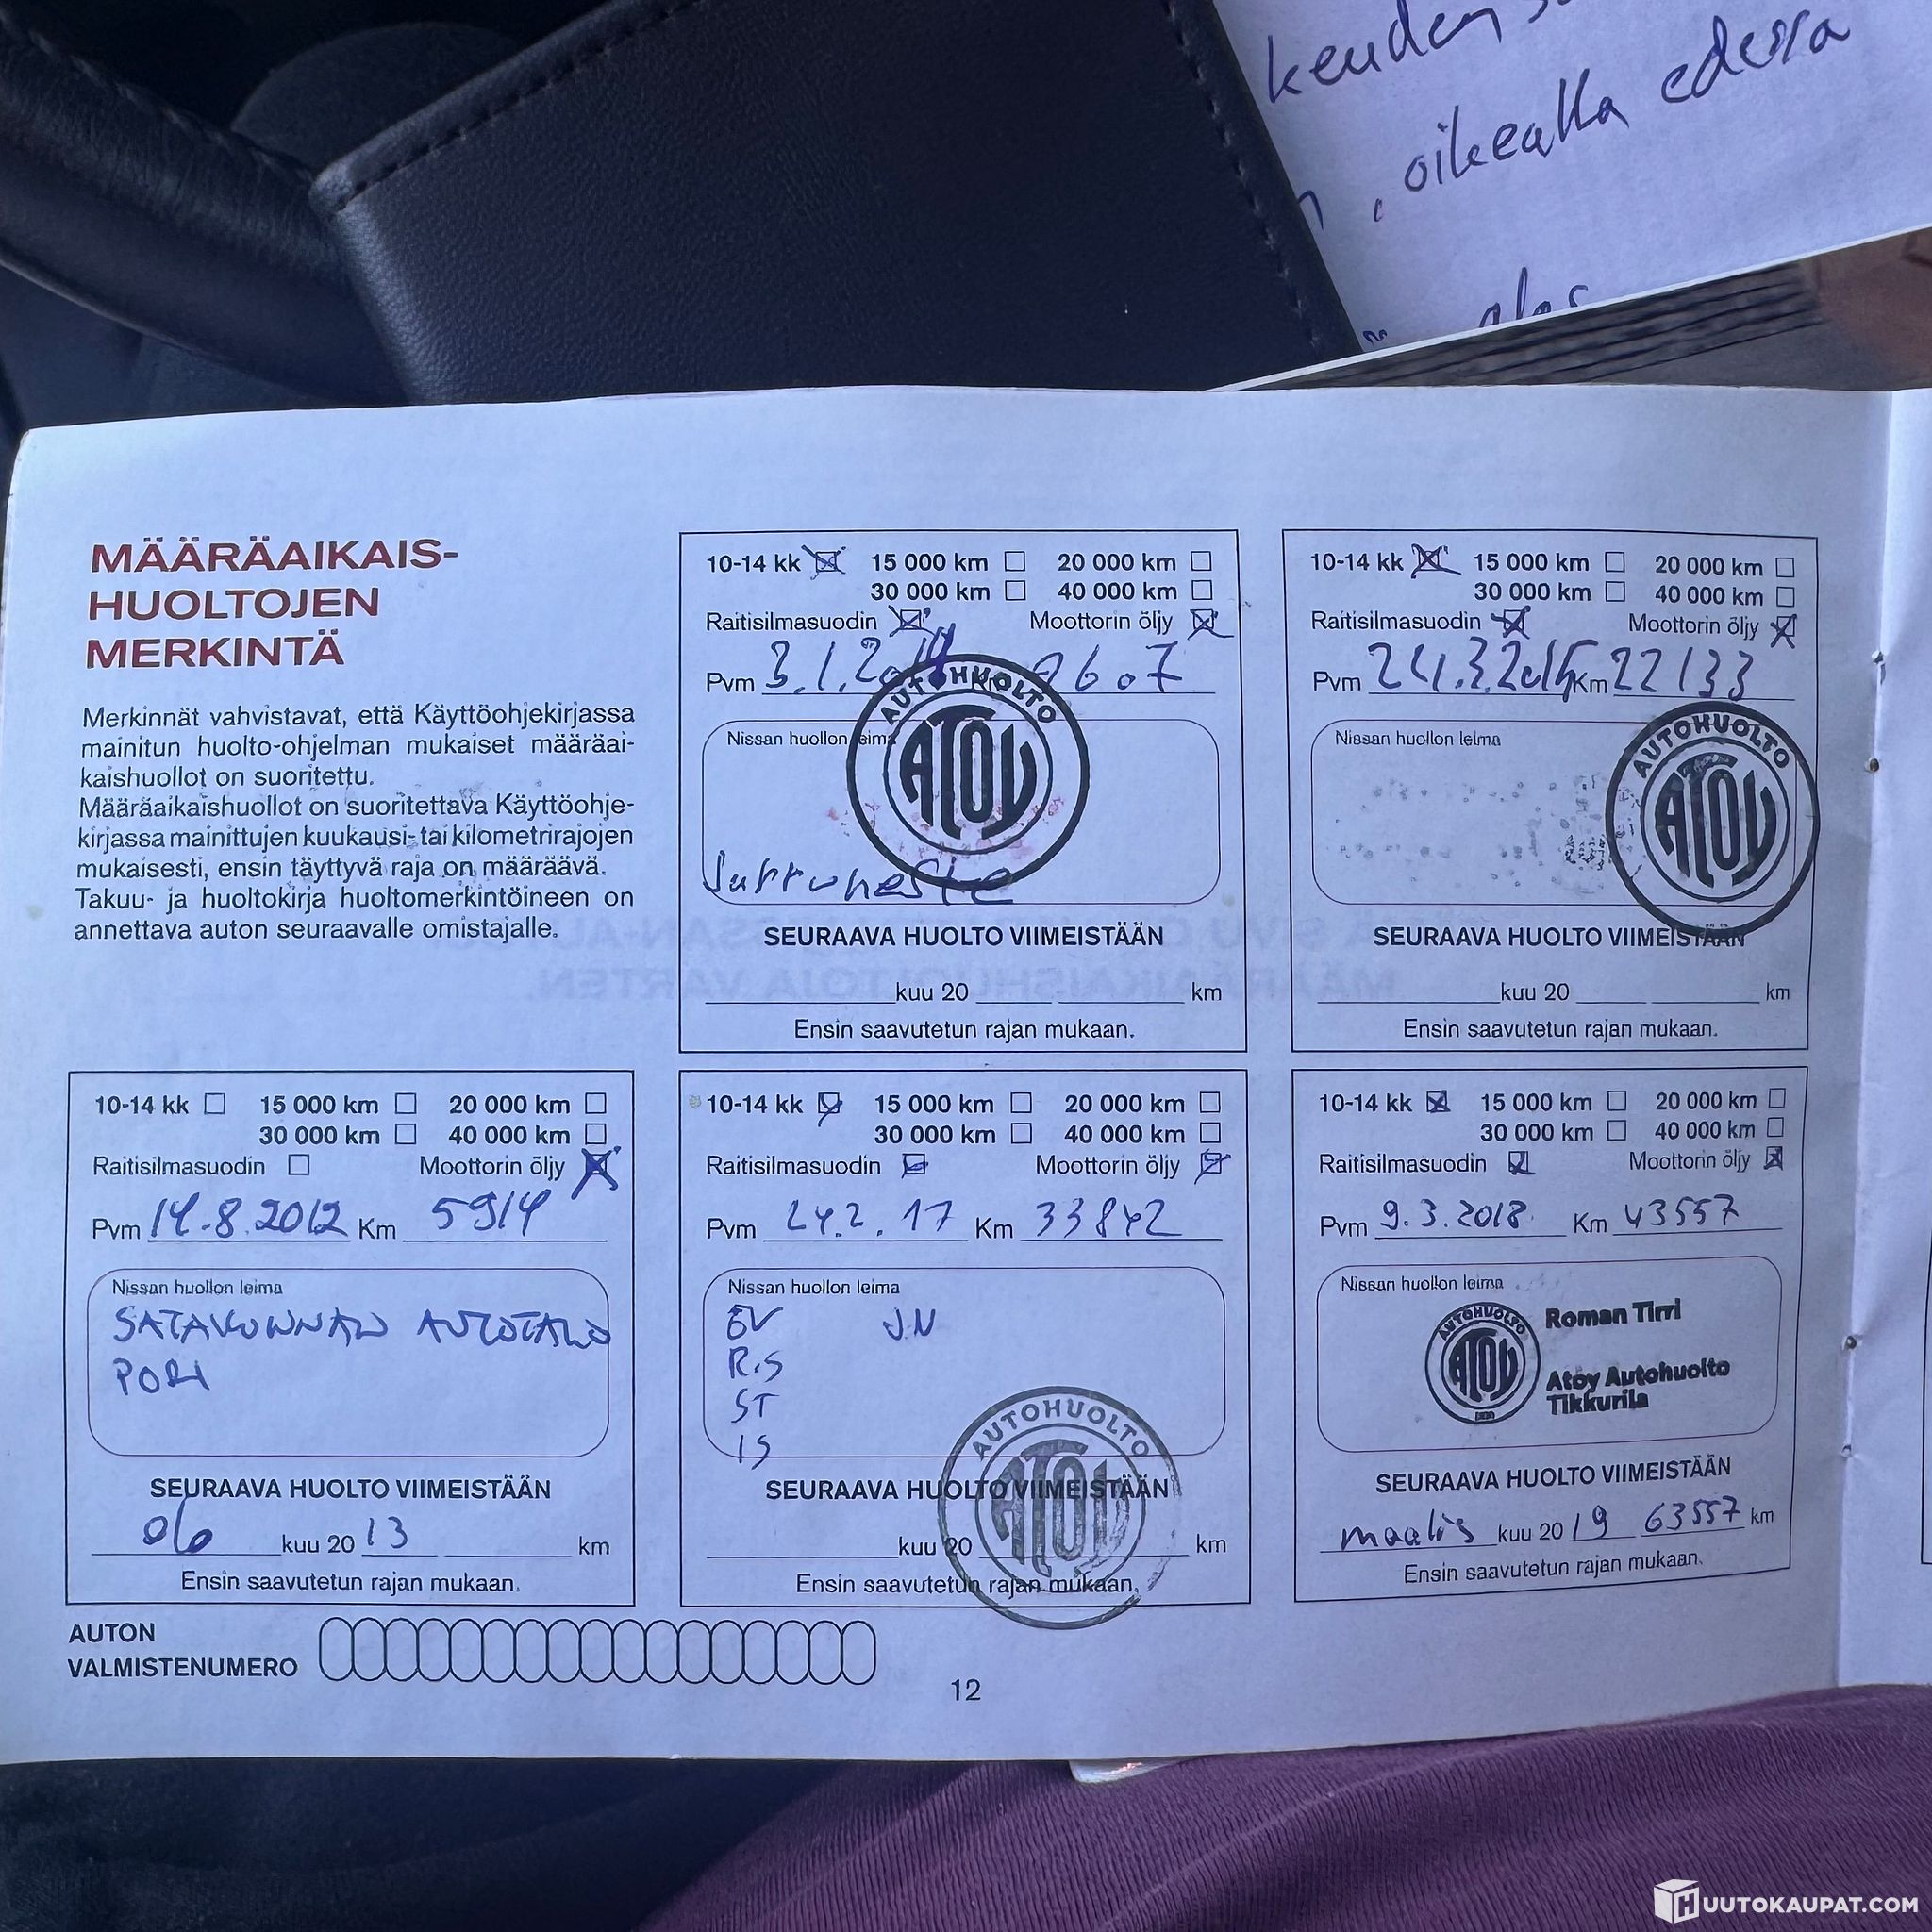 keuden
, oikealla edessä
alas
MÄÄRÄAIKAIS-
HUOLTOJEN
MERKINTÄ
Merkinnät vahvistavat, että Käyttöohjekirjassa
mainitun huolto-ohjelman mukaiset määräai-
kaishuollot on suoritettu.
Määräaikaishuollot on suoritettava Käyttöohje-
kirjassa mainittujen kuukausi- tai kilometrirajojen
mukaisesti, ensin täyttyvä raja on määräävä.
Takuu- ja huoltokirja huoltomerkintöineen on
annettava auton seuraavalle omistajalle.
10-14 kk 15 000 km 20 000 km
30 000 km 40 000 km
Raitisilmasuodin Moottorin öljy
Pvm 3.1.2014 Km
Nissan huollon leima
AUTOHUOLTO
ATOY
Jarruneste
SEURAAVA HUOLTO VIIMEISTÄÄN
kuu 20 km
Ensin saavutetun rajan mukaan.
10-14 kk 15 000 km 20 000 km
30 000 km 40 000 km
Raitisilmasuodin Moottorin öljy
Pvm 24.3.2015 Km 22133
Nissan huollon leima
AUTOHUOLTO
ATOY
SEURAAVA HUOLTO VIIMEISTÄÄN
kuu 20 km
Ensin saavutetun rajan mukaan.
10-14 kk 15 000 km 20 000 km
30 000 km 40 000 km
Raitisilmasuodin Moottorin öljy
Pvm 14.8.2012 Km 5914
Nissan huollon leima
SATAKUNNAN AUTOTALO
PORI
SEURAAVA HUOLTO VIIMEISTÄÄN
06 kuu 20 13 km
Ensin saavutetun rajan mukaan.
10-14 kk 15 000 km 20 000 km
30 000 km 40 000 km
Raitisilmasuodin Moottorin öljy
Pvm 24.2.17 Km 33842
Nissan huollon leima
ÖV J.N
R.S
ST
IS
AUTOHUOLTO
ATOY
SEURAAVA HUOLTO VIIMEISTÄÄN
kuu 20 km
Ensin saavutetun rajan mukaan.
10-14 kk 15 000 km 20 000 km
30 000 km 40 000 km
Raitisilmasuodin Moottorin öljy
Pvm 9.3.2018 Km 43557
Nissan huollon leima
AUTOHUOLTO
ATOY
Roman Tirri
Atoy Autohuolto
Tikkurila
SEURAAVA HUOLTO VIIMEISTÄÄN
maalis kuu 20 19 63557 km
Ensin saavutetun rajan mukaan.
AUTON
VALMISTENUMERO
12
HUUTOKAUPAT.COM